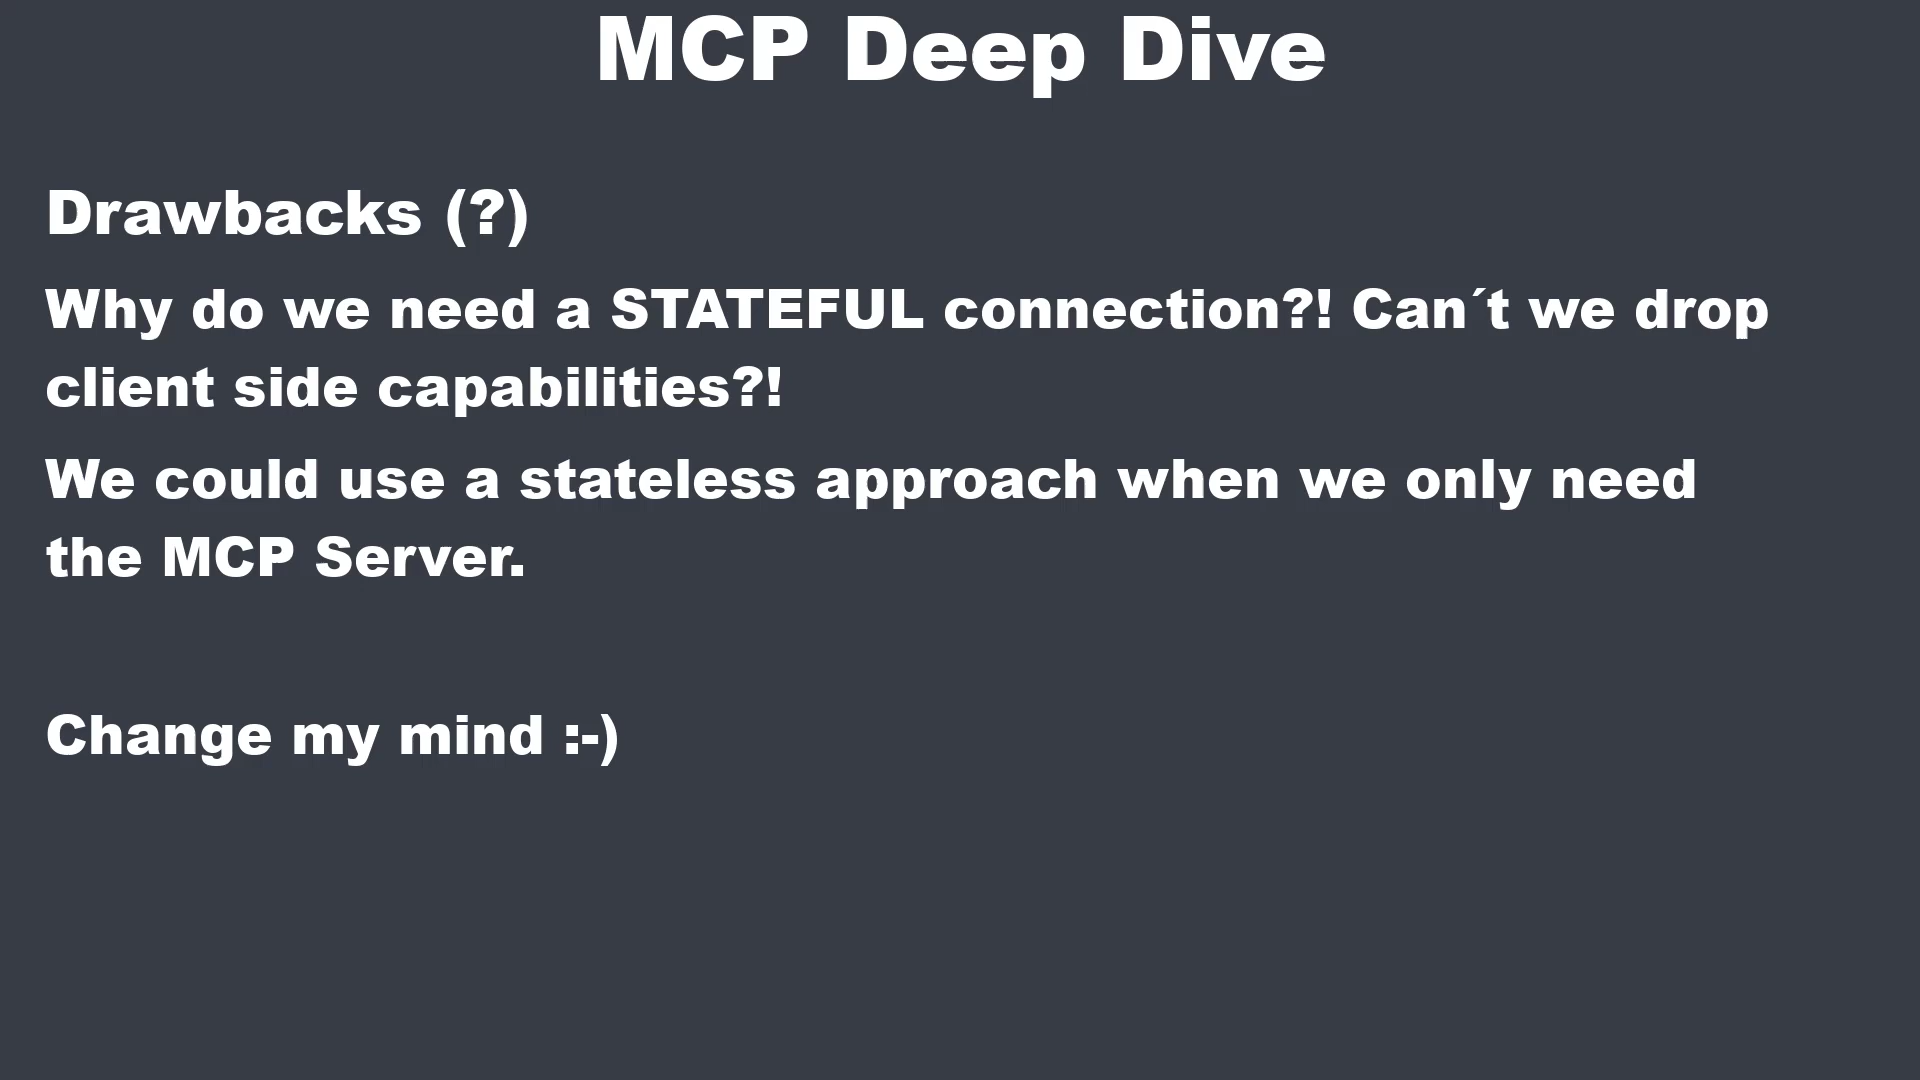 MCP Deep Dive
Drawbacks (?)
Why do we need a STATEFUL connection?! Can´t we drop
client side capabilities?!
We could use a stateless approach when we only need
the MCP Server.
Change my mind :-)